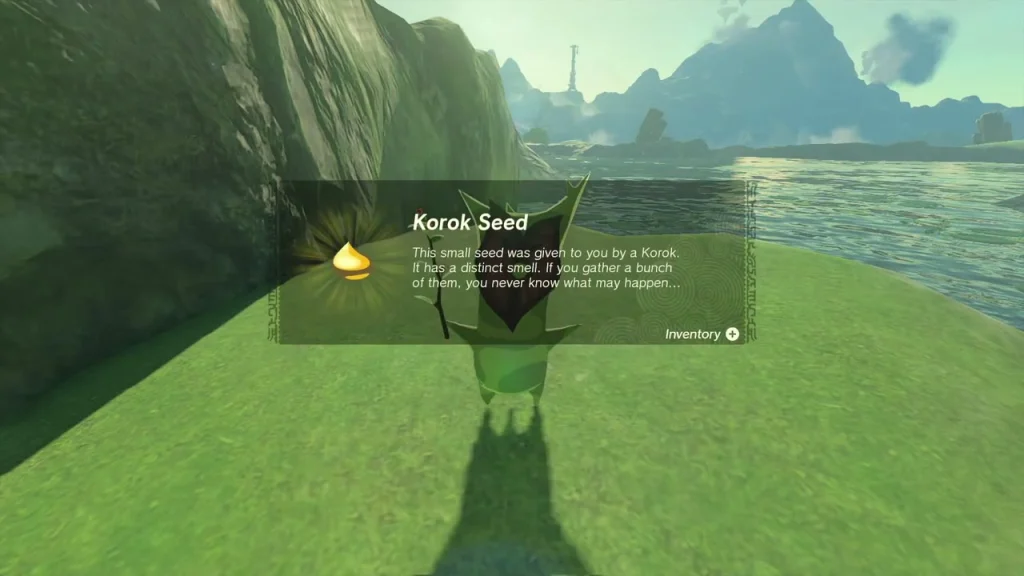 Korok Seed
This small seed was given to you by a Korok.
It has a distinct smell. If you gather a bunch
of them, you never know what may happen...
Inventory